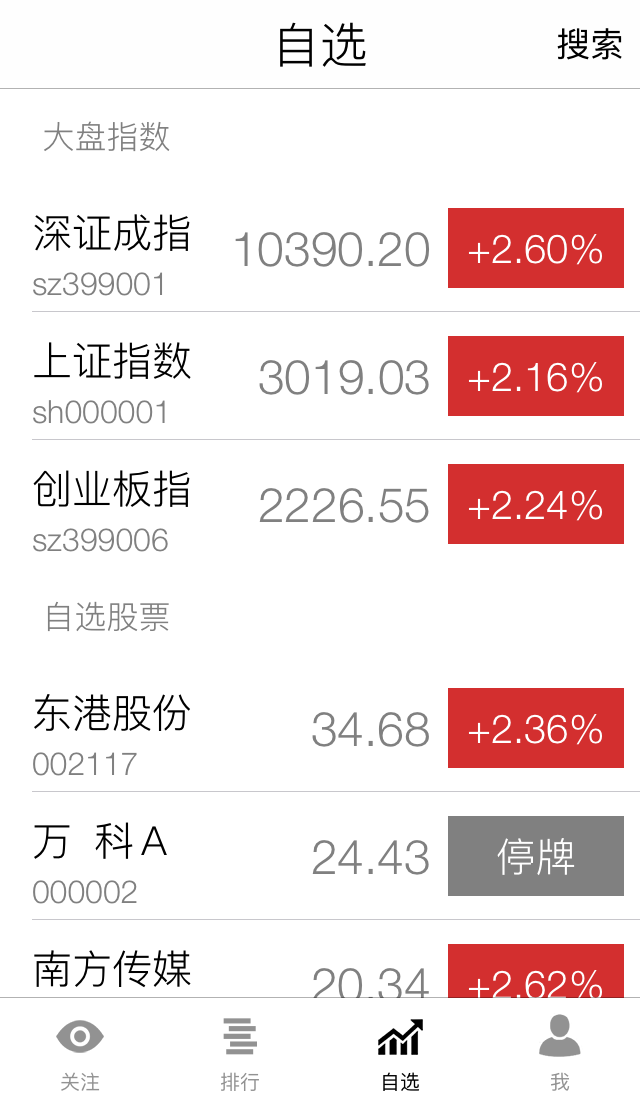 自选
搜索
大盘指数
深证成指 10390.20 +2.60%
sz399001
上证指数 3019.03 +2.16%
sh000001
创业板指 2226.55 +2.24%
sz399006
自选股票
东港股份 34.68 +2.36%
002117
万 科A 24.43 停牌
000002
南方传媒 20.34 +2.62%
关注 排行 自选 我